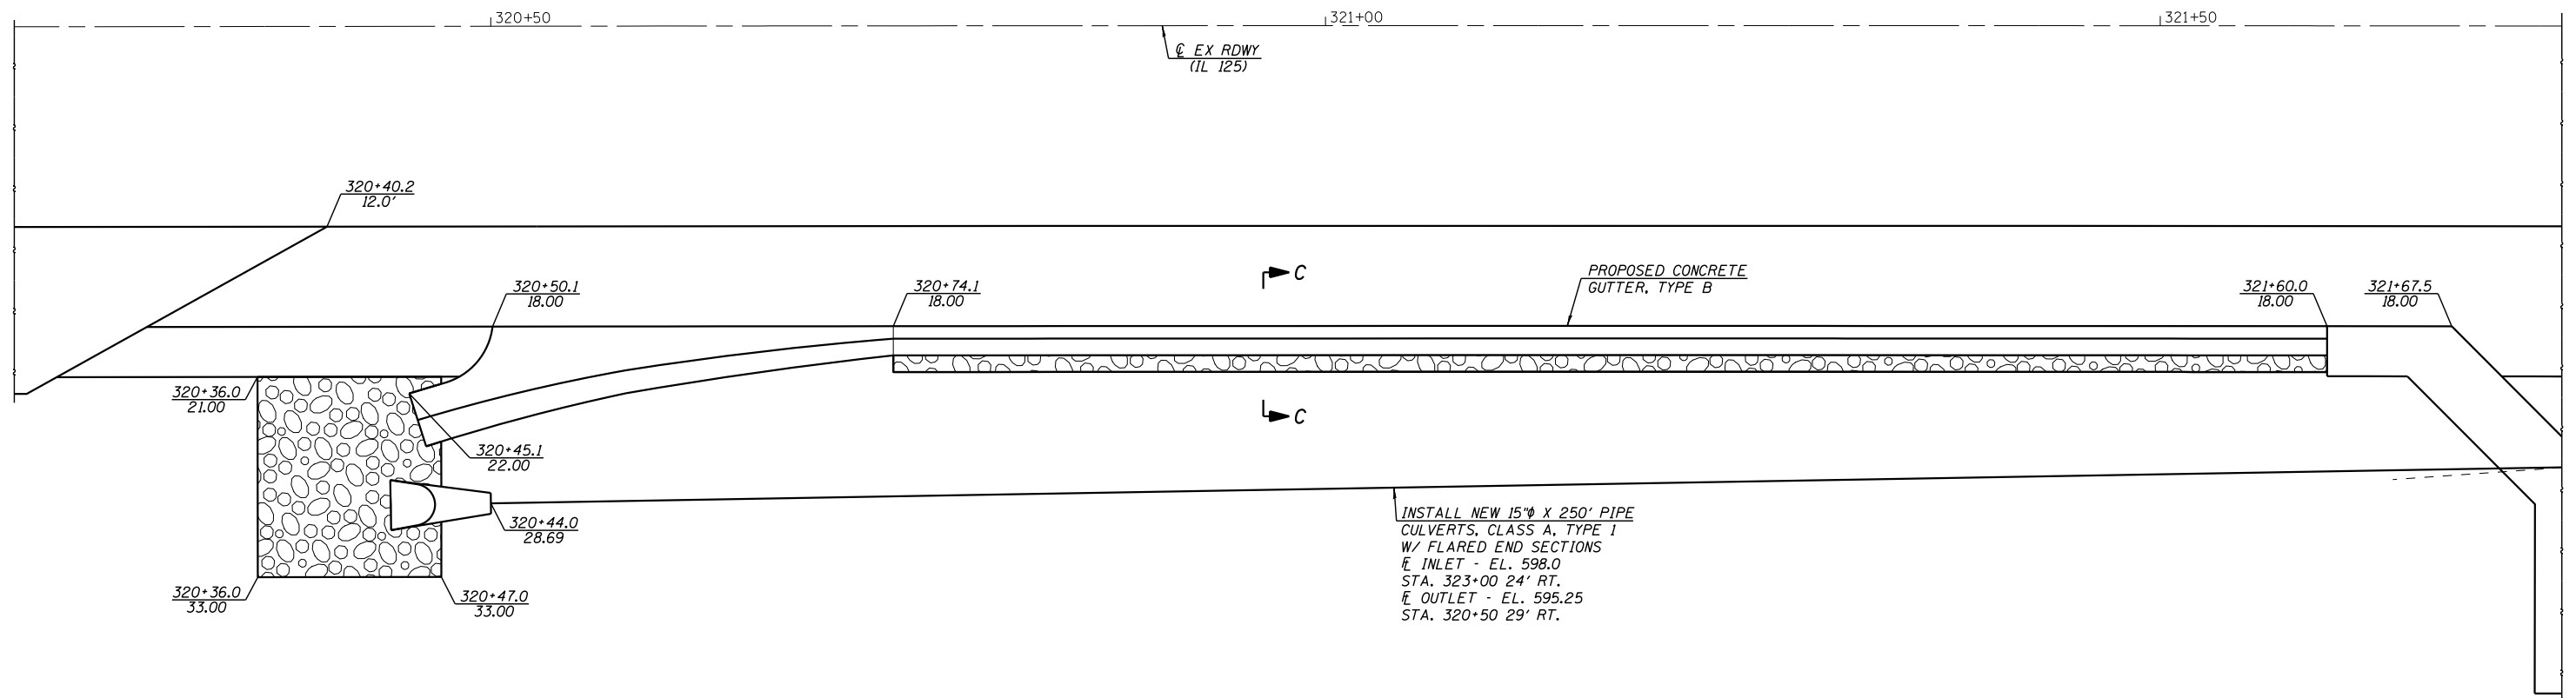 320+50
321+00
321+50
℄ EX RDWY
(IL 125)
320+40.2
12.0'
320+50.1
18.00
320+74.1
18.00
C
PROPOSED CONCRETE
GUTTER, TYPE B
321+60.0
18.00
321+67.5
18.00
320+36.0
21.00
C
320+45.1
22.00
320+44.0
28.69
INSTALL NEW 15"ϕ X 250' PIPE
CULVERTS, CLASS A, TYPE 1
W/ FLARED END SECTIONS
F͟L INLET - EL. 598.0
STA. 323+00 24' RT.
F͟L OUTLET - EL. 595.25
STA. 320+50 29' RT.
320+36.0
33.00
320+47.0
33.00